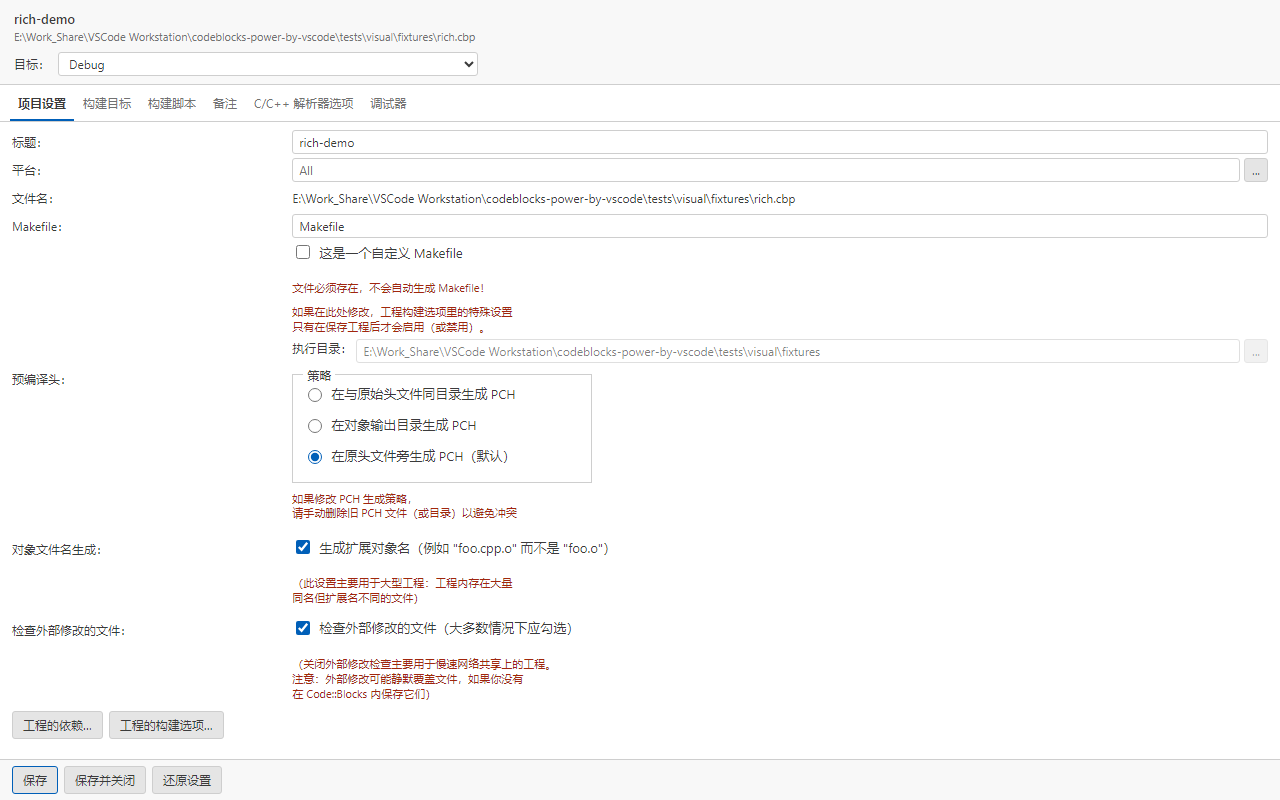 rich-demo
E:\Work_Share\VSCode Workstation\codeblocks-power-by-vscode\tests\visual\fixtures\rich.cbp
目标： Debug
项目设置 构建目标 构建脚本 备注 C/C++ 解析器选项 调试器
标题： rich-demo
平台： All ...
文件名： E:\Work_Share\VSCode Workstation\codeblocks-power-by-vscode\tests\visual\fixtures\rich.cbp
Makefile: Makefile
这是一个自定义 Makefile
文件必须存在，不会自动生成 Makefile！
如果在此处修改，工程构建选项里的特殊设置
只有在保存工程后才会启用（或禁用）。
执行目录： E:\Work_Share\VSCode Workstation\codeblocks-power-by-vscode\tests\visual\fixtures ...
预编译头： 策略
在与原始头文件同目录生成 PCH
在对象输出目录生成 PCH
在原头文件旁生成 PCH（默认）
如果修改 PCH 生成策略，
请手动删除旧 PCH 文件（或目录）以避免冲突
对象文件名生成： 生成扩展对象名（例如 "foo.cpp.o" 而不是 "foo.o"）
（此设置主要用于大型工程：工程内存在大量
同名但扩展名不同的文件）
检查外部修改的文件： 检查外部修改的文件（大多数情况下应勾选）
（关闭外部修改检查主要用于慢速网络共享上的工程。
注意：外部修改可能静默覆盖文件，如果你没有
在 Code::Blocks 内保存它们）
工程的依赖... 工程的构建选项...
保存 保存并关闭 还原设置